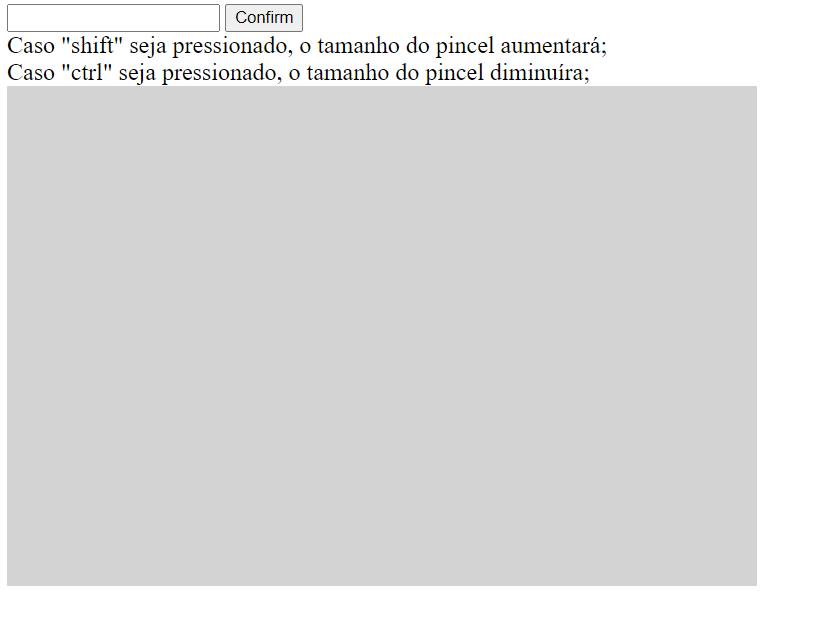 Confirm
Caso "shift" seja pressionado, o tamanho do pincel aumentará;
Caso "ctrl" seja pressionado, o tamanho do pincel diminuíra;